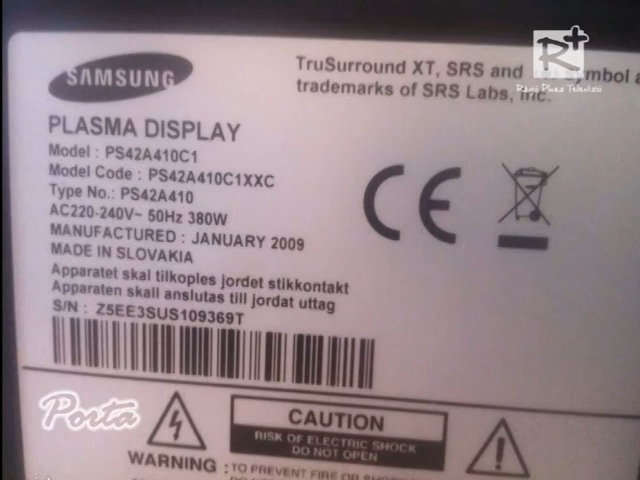 R+
Régió Plusz Televízió
SAMSUNG
TruSurround XT, SRS and symbol a
trademarks of SRS Labs, Inc.
PLASMA DISPLAY
Model : PS42A410C1
Model Code : PS42A410C1XXC
Type No.: PS42A410
AC220-240V~ 50Hz 380W
MANUFACTURED : JANUARY 2009
MADE IN SLOVAKIA
Apparatet skal tilkoples jordet stikkontakt
Apparaten skall anslutas till jordat uttag
S/N : Z5EE3SUS109369T
CE
Porta
CAUTION
RISK OF ELECTRIC SHOCK
DO NOT OPEN
WARNING : TO PREVENT FIRE OR